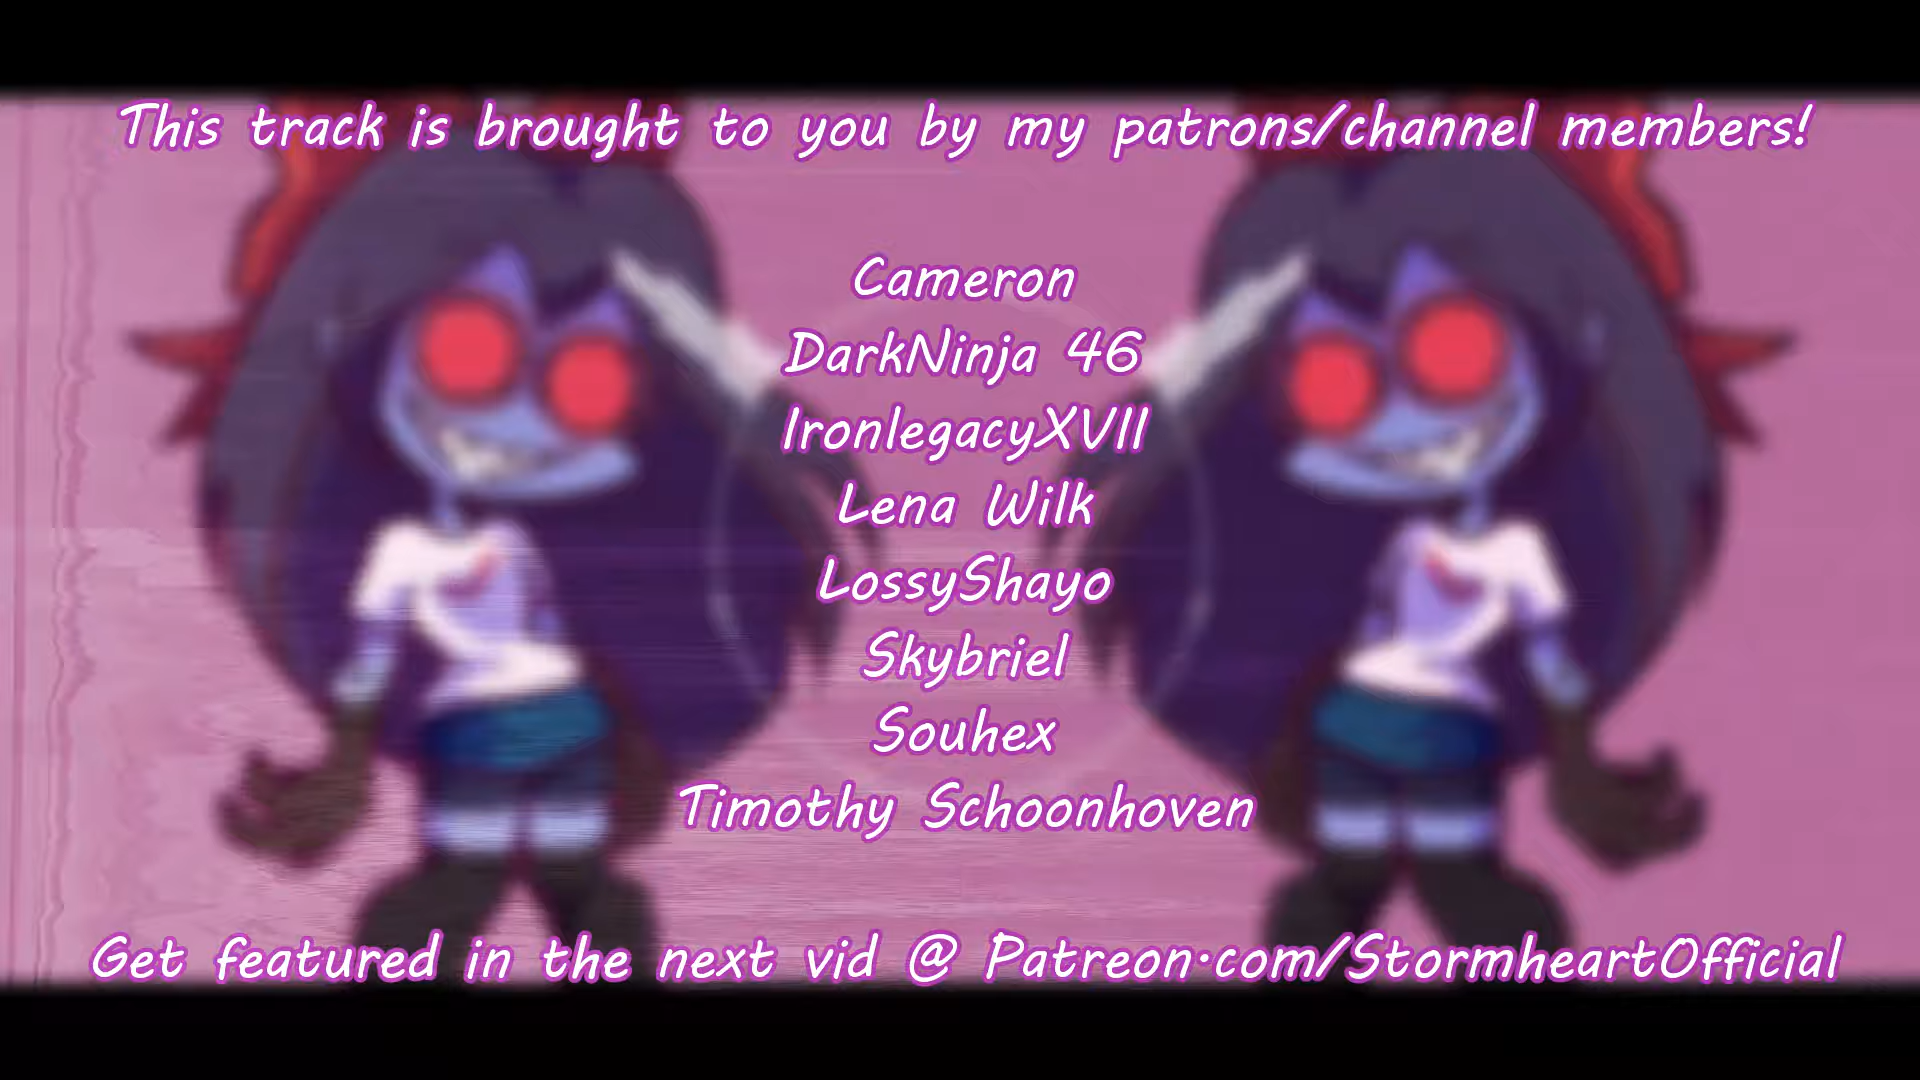 This track is brought to you by my patrons/channel members!
Cameron
DarkNinja 46
IronlegacyXVII
Lena Wilk
LossyShayo
Skybriel
Souhex
Timothy Schoonhoven
Get featured in the next vid @ Patreon.com/StormheartOfficial